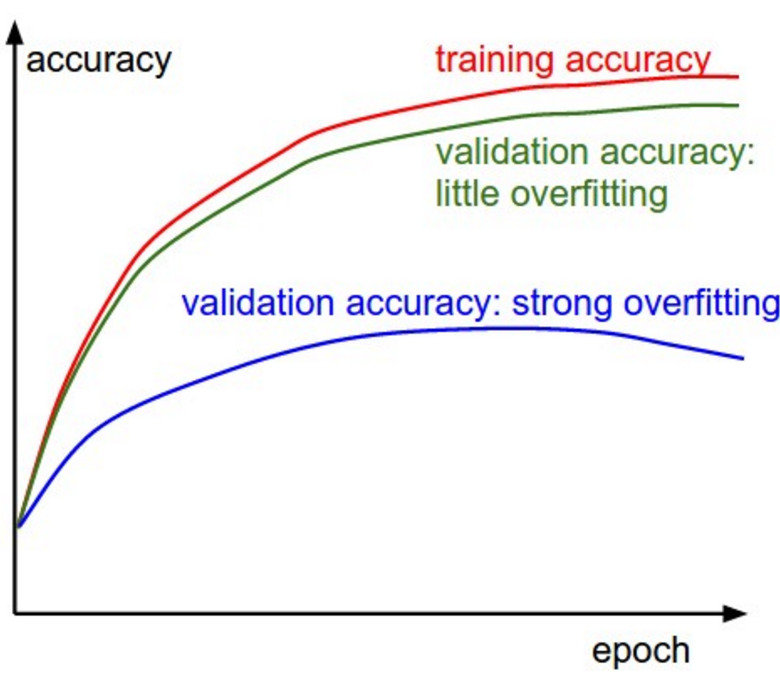 accuracy
training accuracy
validation accuracy:
little overfitting
validation accuracy: strong overfitting
epoch